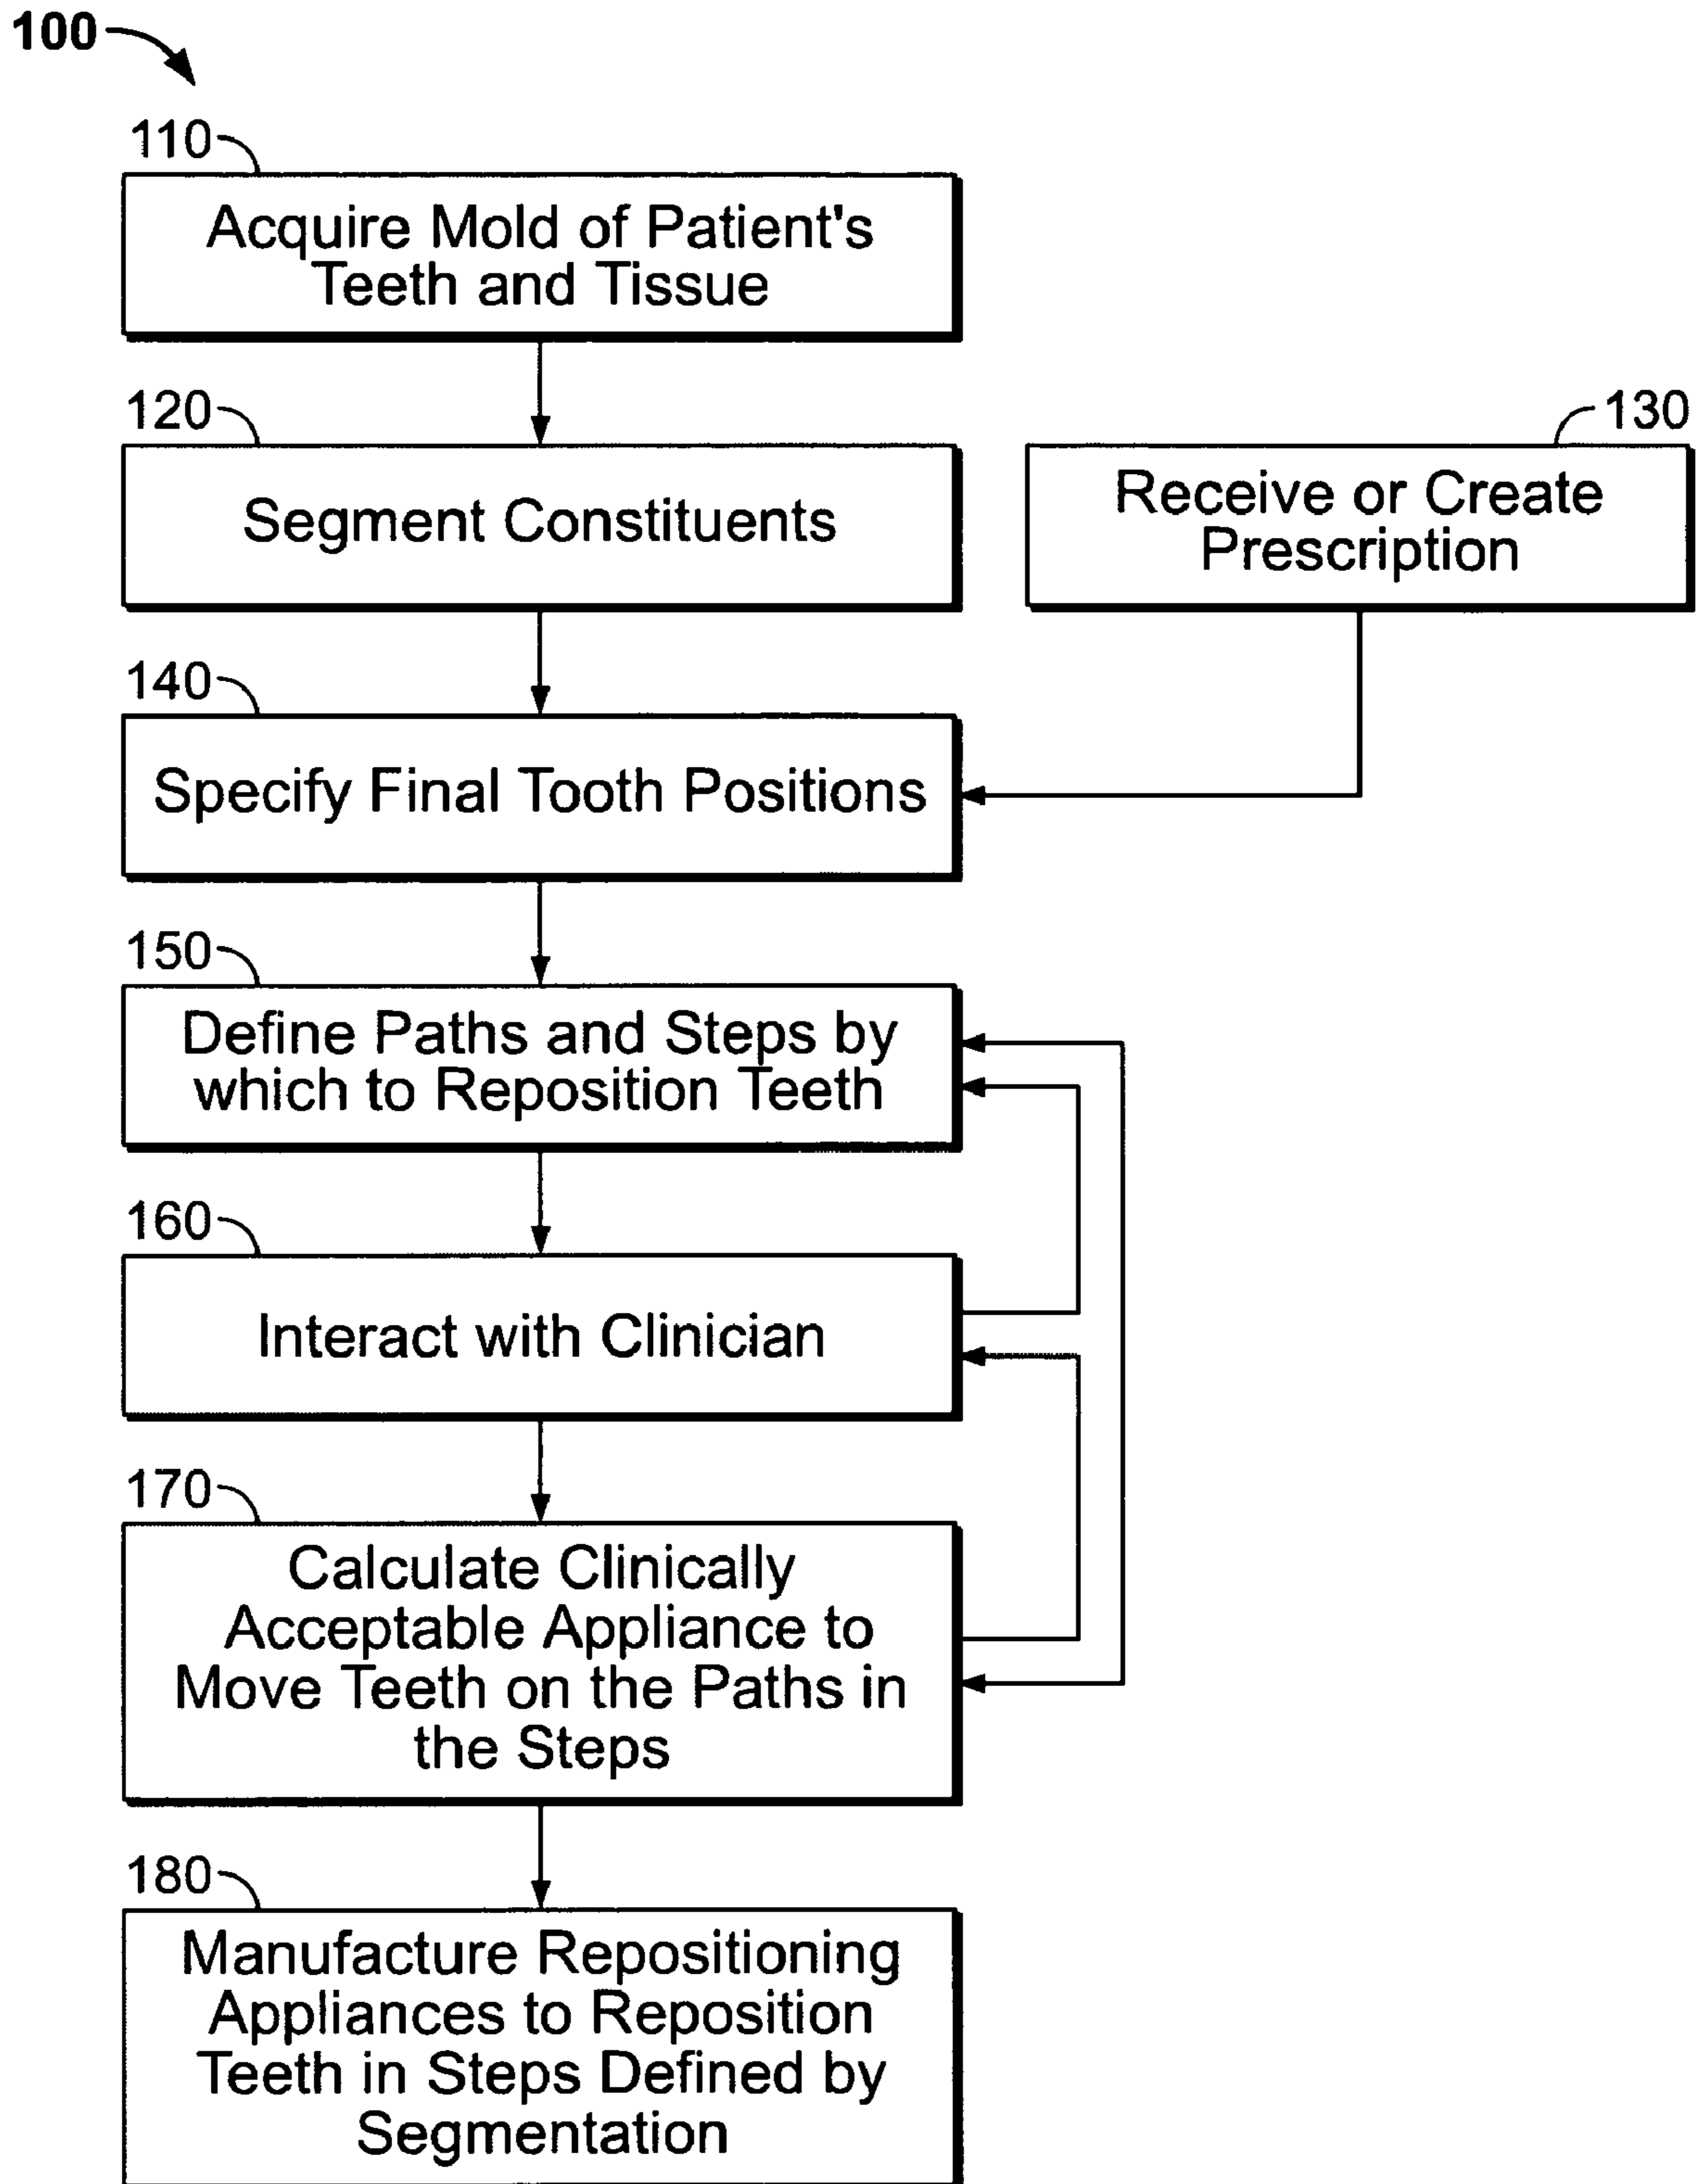 100
110
Acquire Mold of Patient's
Teeth and Tissue
120
Segment Constituents
130
Receive or Create
Prescription
140
Specify Final Tooth Positions
150
Define Paths and Steps by
which to Reposition Teeth
160
Interact with Clinician
170
Calculate Clinically
Acceptable Appliance to
Move Teeth on the Paths in
the Steps
180
Manufacture Repositioning
Appliances to Reposition
Teeth in Steps Defined by
Segmentation